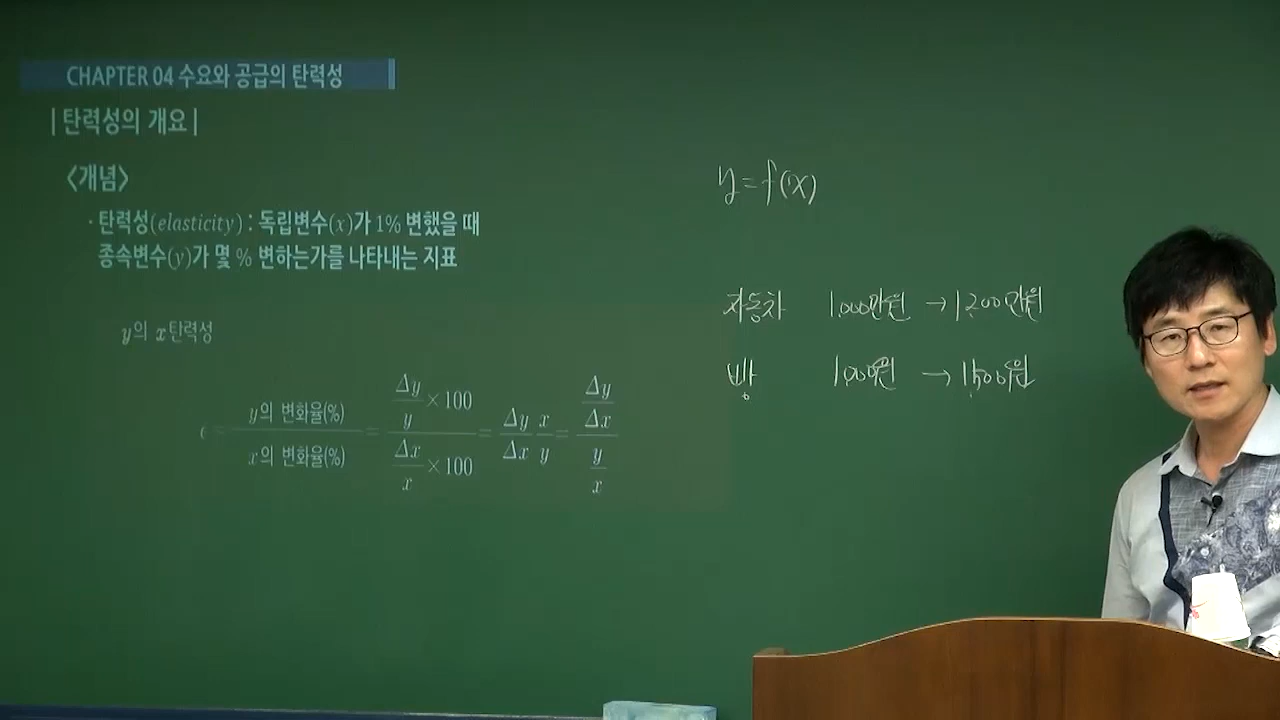 CHAPTER 04 수요와 공급의 탄력성
| 탄력성의 개요 |
〈개념〉
· 탄력성(elasticity) : 독립변수(x)가 1% 변했을 때
종속변수(y)가 몇 % 변하는가를 나타내는 지표
y의 x탄력성
ϵ = y의 변화율(%) / x의 변화율(%) = (Δy/y × 100) / (Δx/x × 100) = Δy/Δx x/y = (Δy/Δx) / (y/x)
y = f(x)
자동차 1,000만원 → 1,200만원
빵 1,000원 → 1,500원